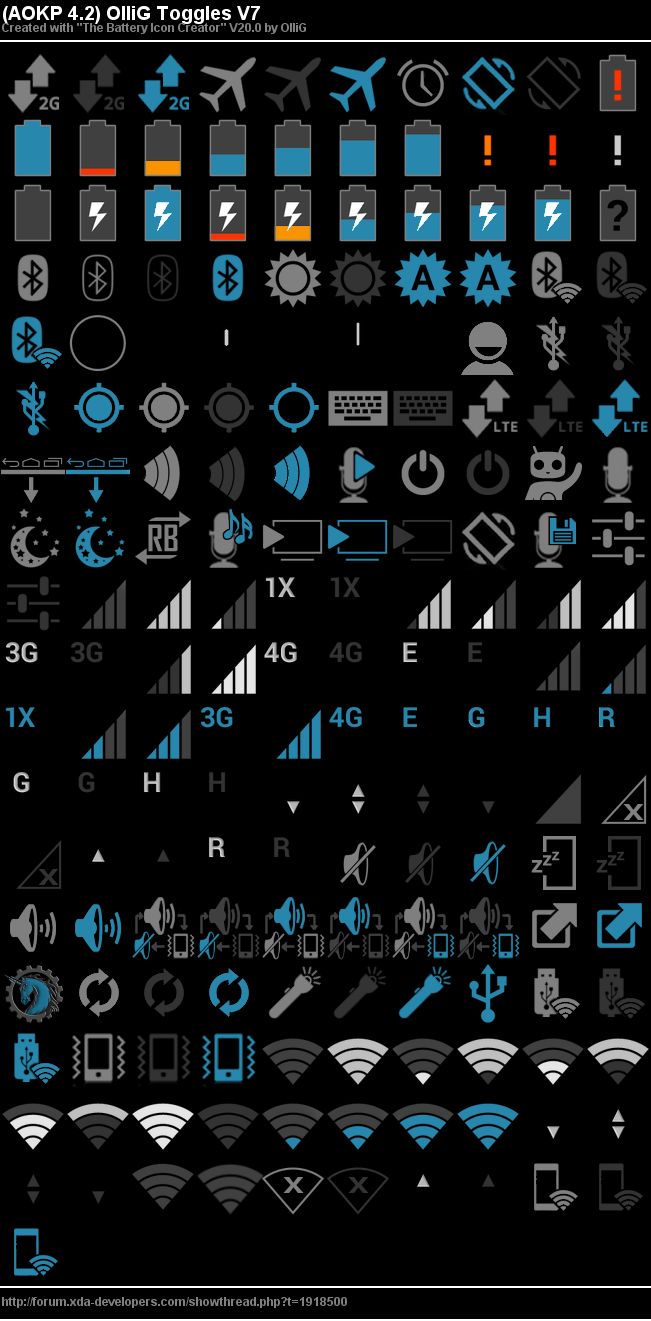 (AOKP 4.2) OlliG Toggles V7
Created with "The Battery Icon Creator" V20.0 by OlliG
2G 2G 2G !
! ! !
?
A A
LTE LTE LTE
RB
1X 1X
3G 3G 4G 4G E E
1X 3G 4G E G H R
G G H H x
x R R zzz zzz
x x
http://forum.xda-developers.com/showthread.php?t=1918500